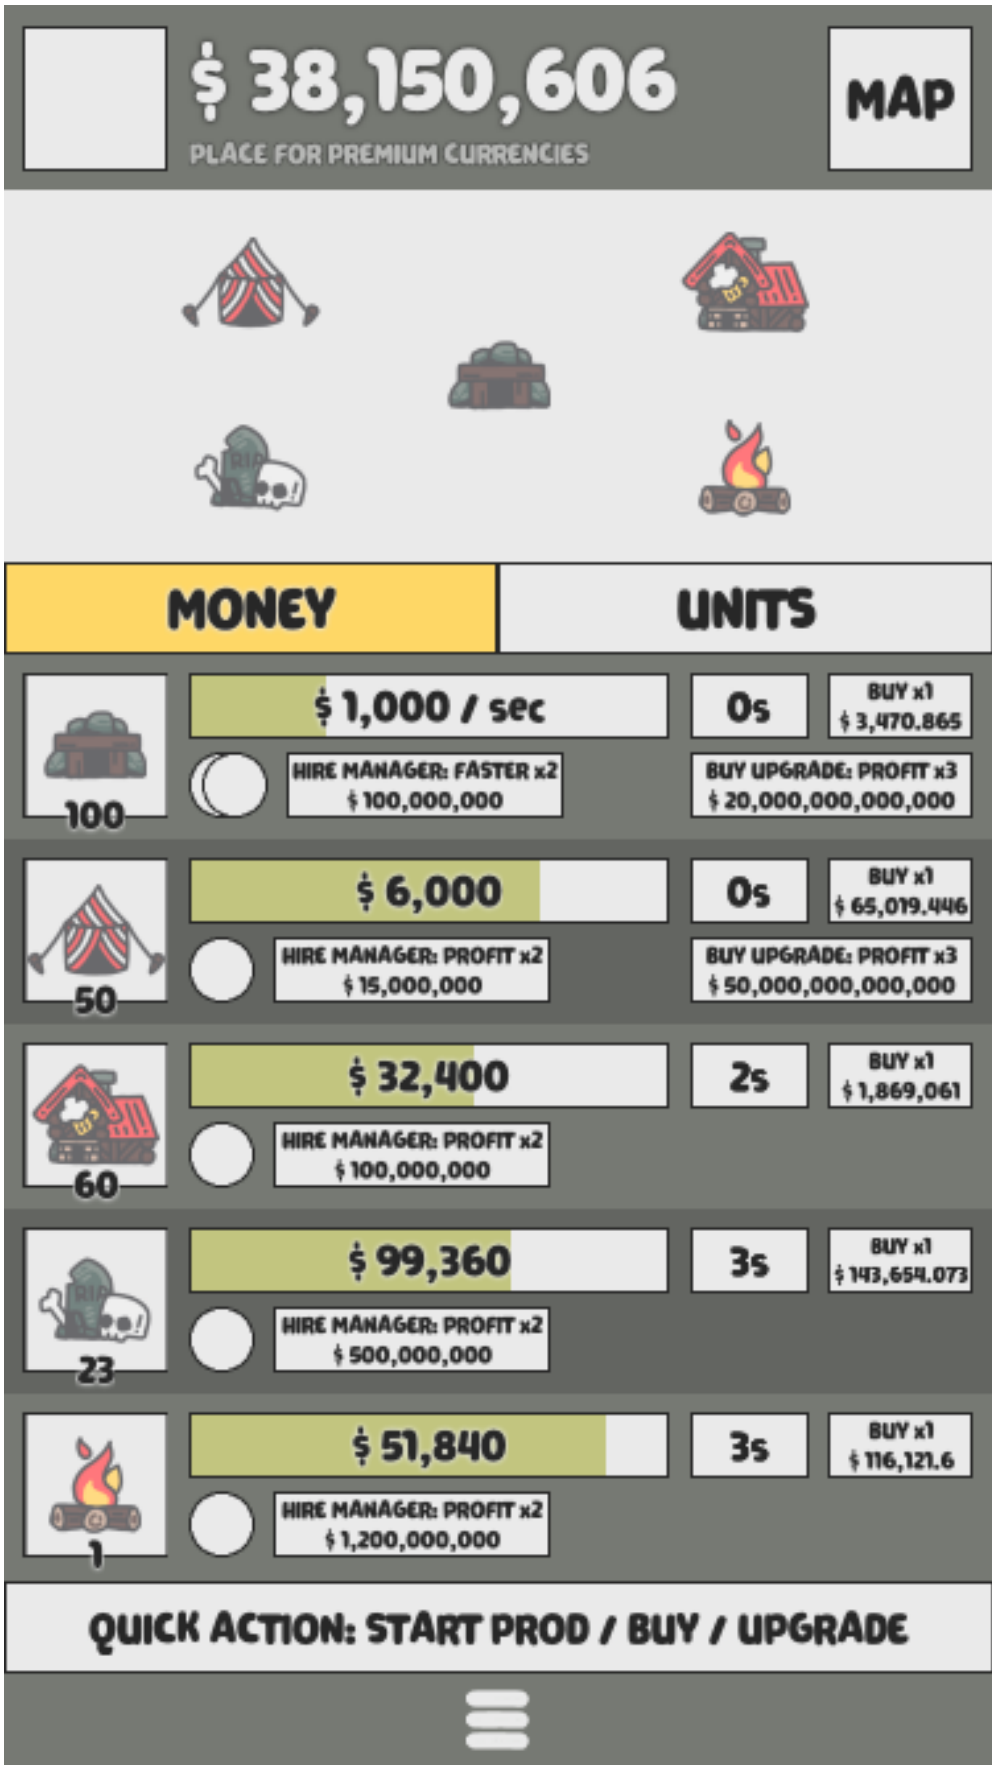 $ 38,150,606
PLACE FOR PREMIUM CURRENCIES
MAP
RIP
MONEY
UNITS
$ 1,000 / sec
0s
BUY x1
$ 3,470.865
HIRE MANAGER: FASTER x2
$ 100,000,000
BUY UPGRADE: PROFIT x3
$ 20,000,000,000,000
100
$ 6,000
0s
BUY x1
$ 65,019.446
HIRE MANAGER: PROFIT x2
$ 15,000,000
BUY UPGRADE: PROFIT x3
$ 50,000,000,000,000
50
$ 32,400
2s
BUY x1
$ 1,869,061
HIRE MANAGER: PROFIT x2
$ 100,000,000
60
$ 99,360
3s
BUY x1
$ 143,654.073
RIP
HIRE MANAGER: PROFIT x2
$ 500,000,000
23
$ 51,840
3s
BUY x1
$ 116,121.6
HIRE MANAGER: PROFIT x2
$ 1,200,000,000
1
QUICK ACTION: START PROD / BUY / UPGRADE